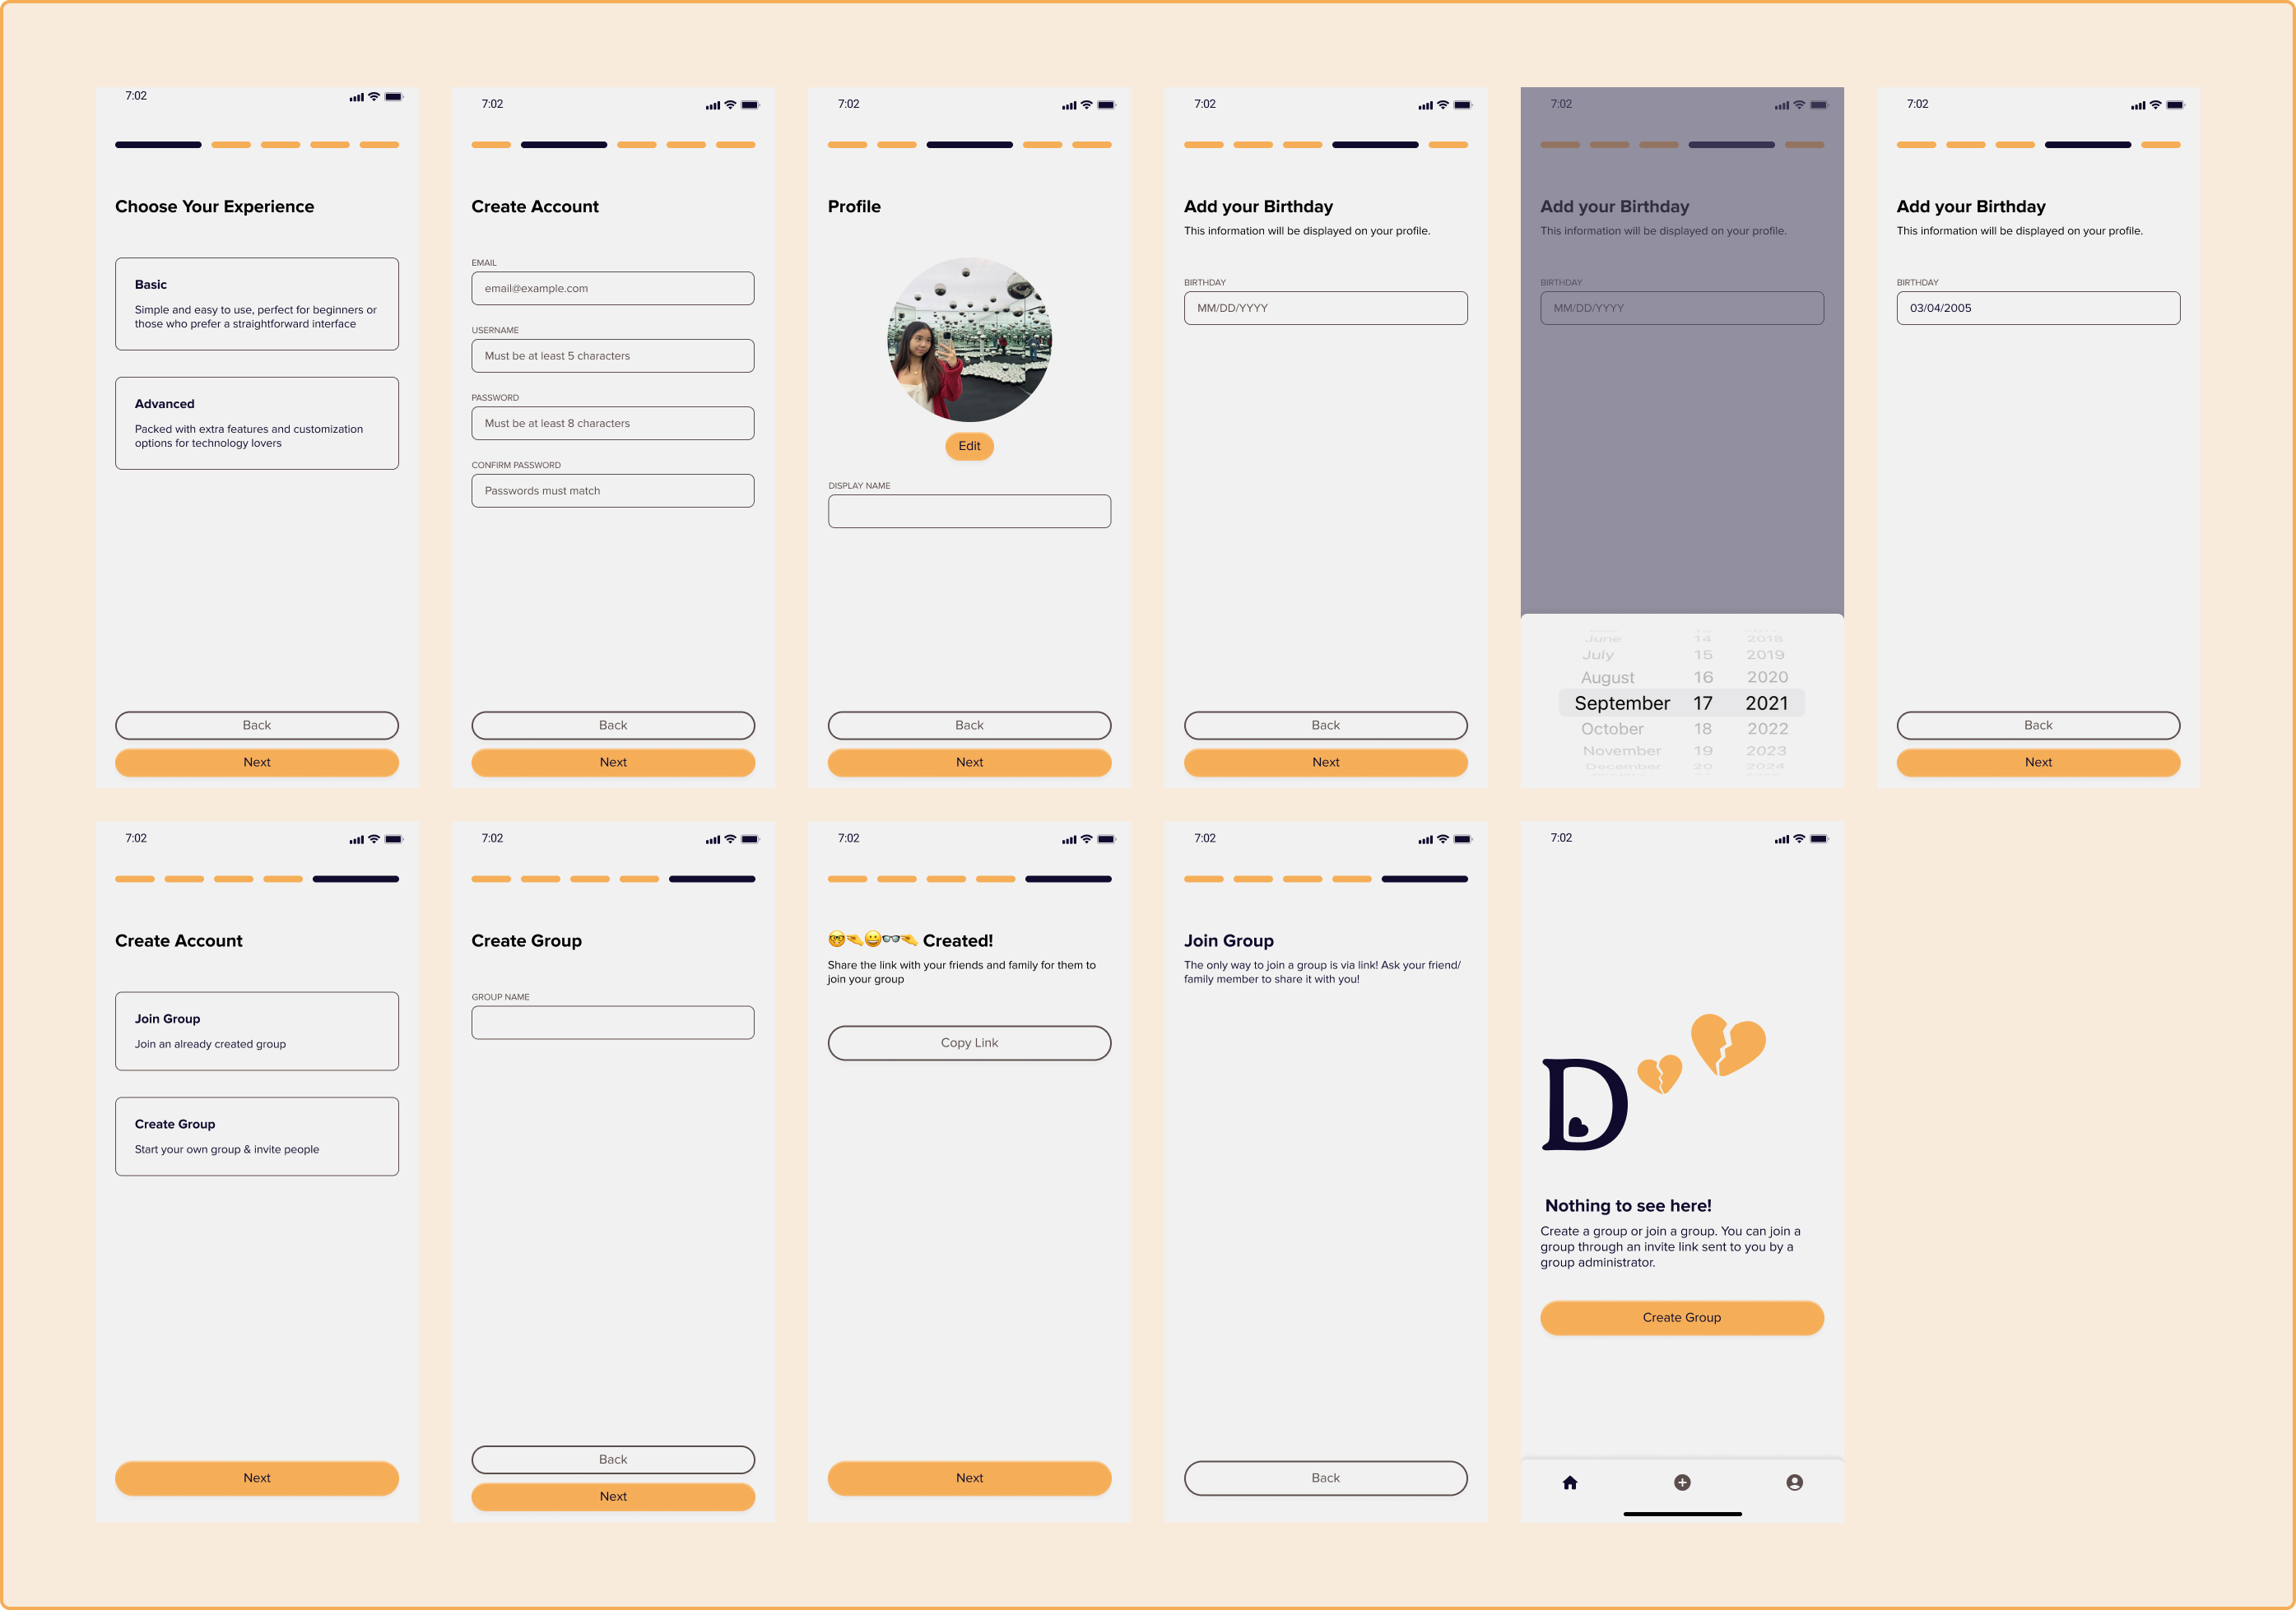 7:02
Choose Your Experience
Basic
Simple and easy to use, perfect for beginners or
those who prefer a straightforward interface
Advanced
Packed with extra features and customization
options for technology lovers
Back
Next
7:02
Create Account
EMAIL
email@example.com
USERNAME
Must be at least 5 characters
PASSWORD
Must be at least 8 characters
CONFIRM PASSWORD
Passwords must match
Back
Next
7:02
Profile
Edit
DISPLAY NAME
Back
Next
7:02
Add your Birthday
This information will be displayed on your profile.
BIRTHDAY
MM/DD/YYYY
Back
Next
7:02
Add your Birthday
This information will be displayed on your profile.
BIRTHDAY
MM/DD/YYYY
June 14 2018
July 15 2019
August 16 2020
September 17 2021
October 18 2022
November 19 2023
December 20 2024
7:02
Add your Birthday
This information will be displayed on your profile.
BIRTHDAY
03/04/2005
Back
Next
7:02
Create Account
Join Group
Join an already created group
Create Group
Start your own group & invite people
Next
7:02
Create Group
GROUP NAME
Back
Next
7:02
Created!
Share the link with your friends and family for them to
join your group
Copy Link
Next
7:02
Join Group
The only way to join a group is via link! Ask your friend/
family member to share it with you!
Back
7:02
D
Nothing to see here!
Create a group or join a group. You can join a
group through an invite link sent to you by a
group administrator.
Create Group